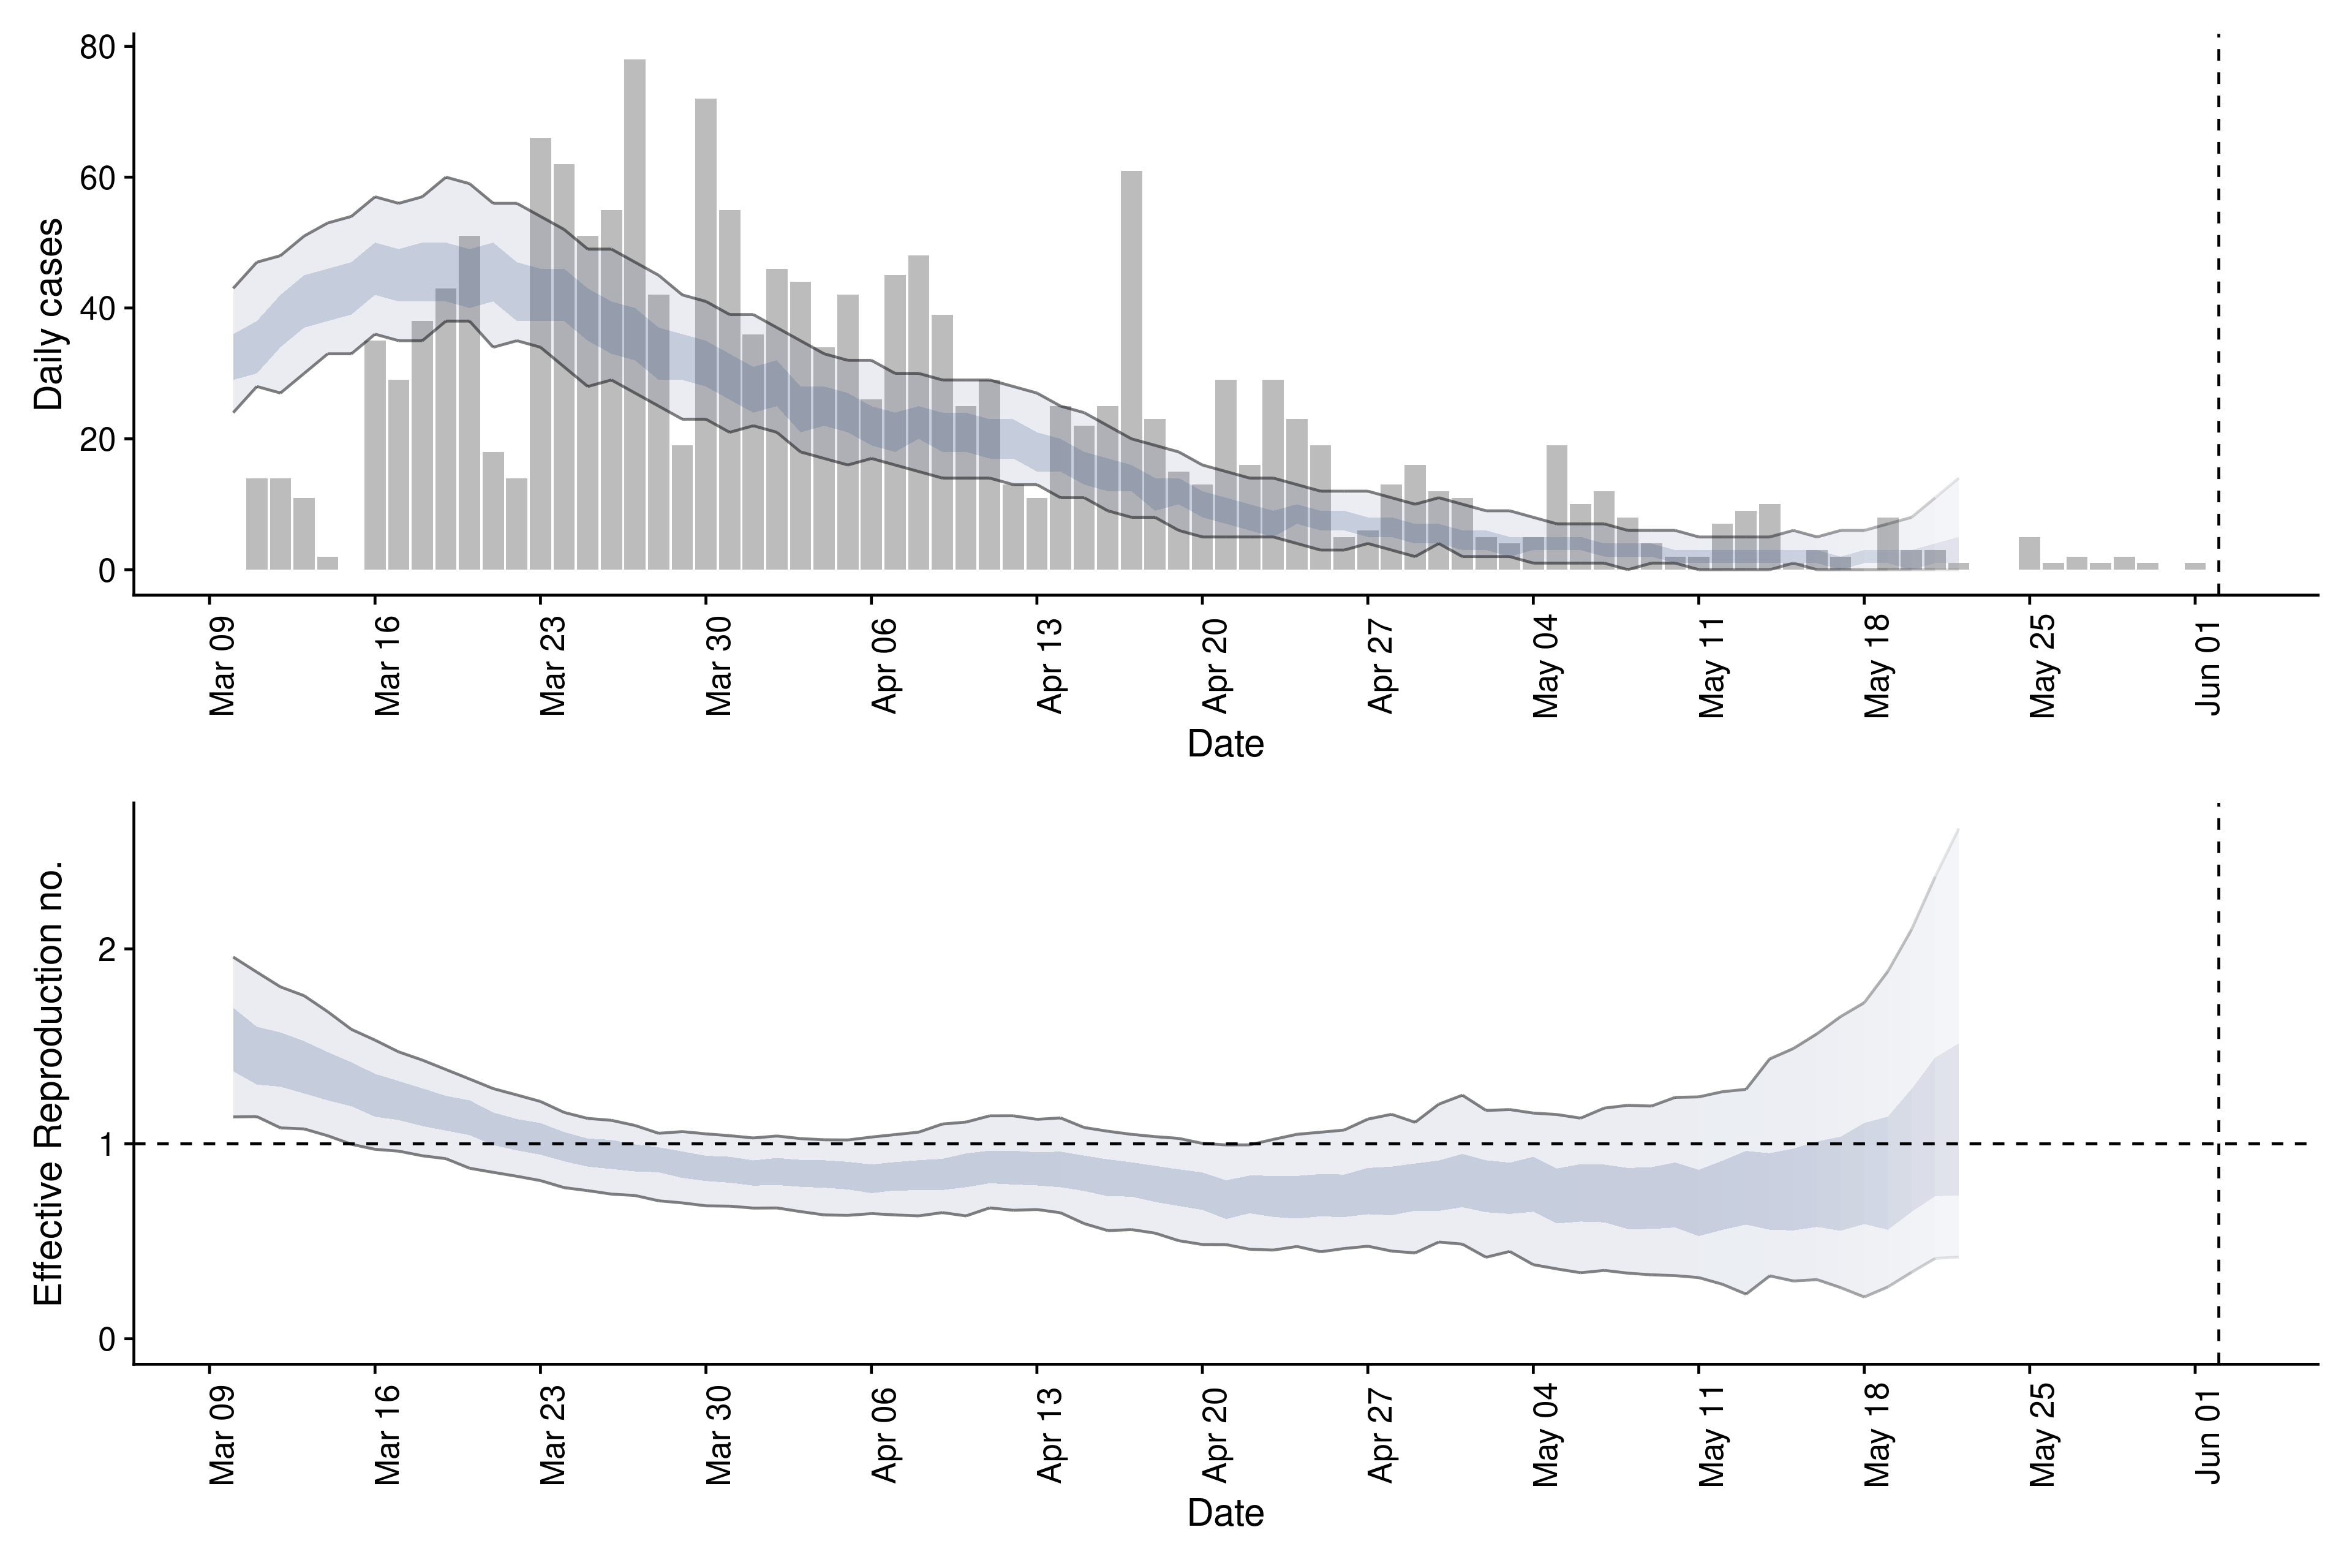 Daily cases
80
60
40
20
0
Mar 09
Mar 16
Mar 23
Mar 30
Apr 06
Apr 13
Apr 20
Apr 27
May 04
May 11
May 18
May 25
Jun 01
Date
Effective Reproduction no.
2
1
0
Mar 09
Mar 16
Mar 23
Mar 30
Apr 06
Apr 13
Apr 20
Apr 27
May 04
May 11
May 18
May 25
Jun 01
Date